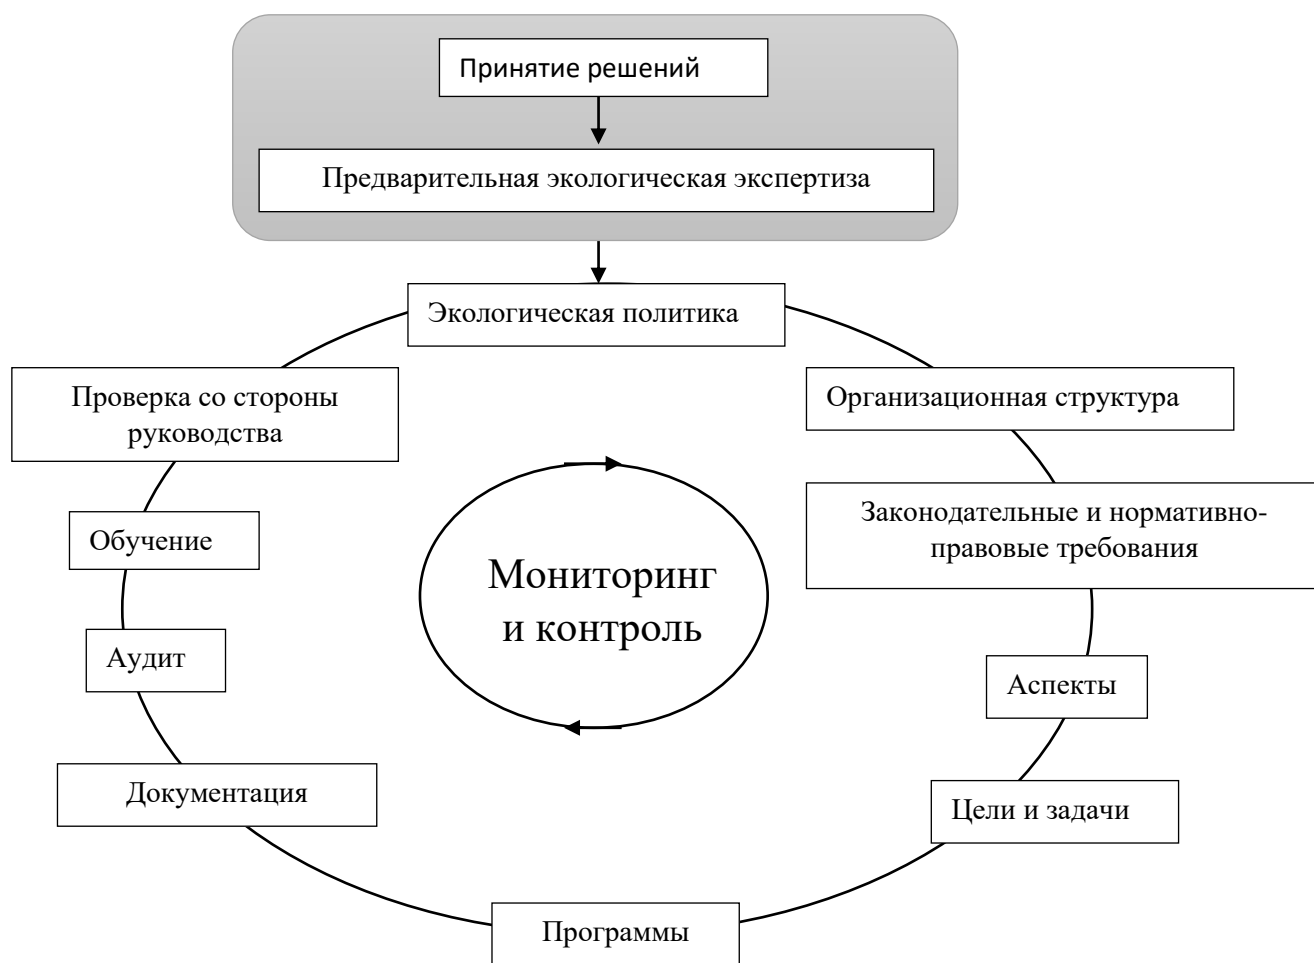 Принятие решений
Предварительная экологическая экспертиза
Экологическая политика
Проверка со стороны
руководства
Организационная структура
Обучение
Законодательные и нормативно-
правовые требования
Мониторинг
и контроль
Аудит
Аспекты
Документация
Цели и задачи
Программы